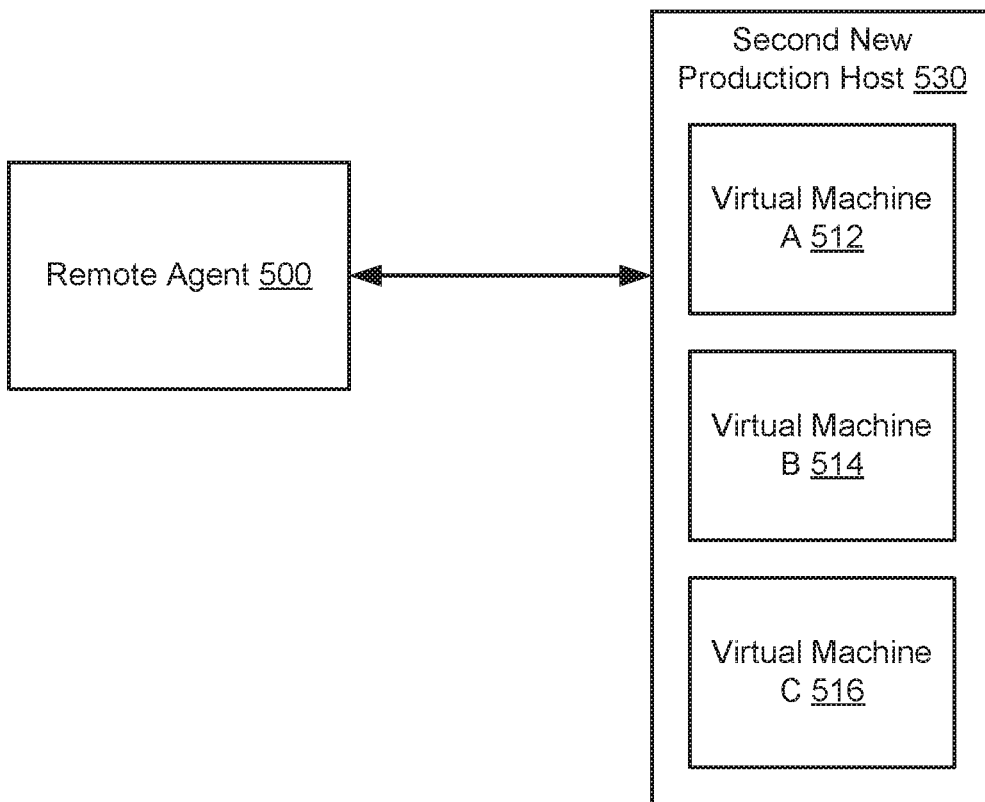 Second New
Production Host 530
Virtual Machine
A 512
Remote Agent 500
Virtual Machine
B 514
Virtual Machine
C 516